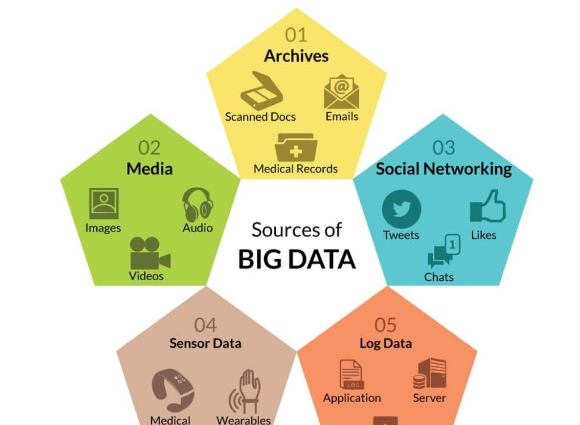 01
Archives
Scanned Docs
@
Emails
Medical Records
02
Media
Images
Audio
Videos
03
Social Networking
Tweets
Likes
1
Chats
Sources of
BIG DATA
04
Sensor Data
Medical
Wearables
05
Log Data
LOG
Application
Server